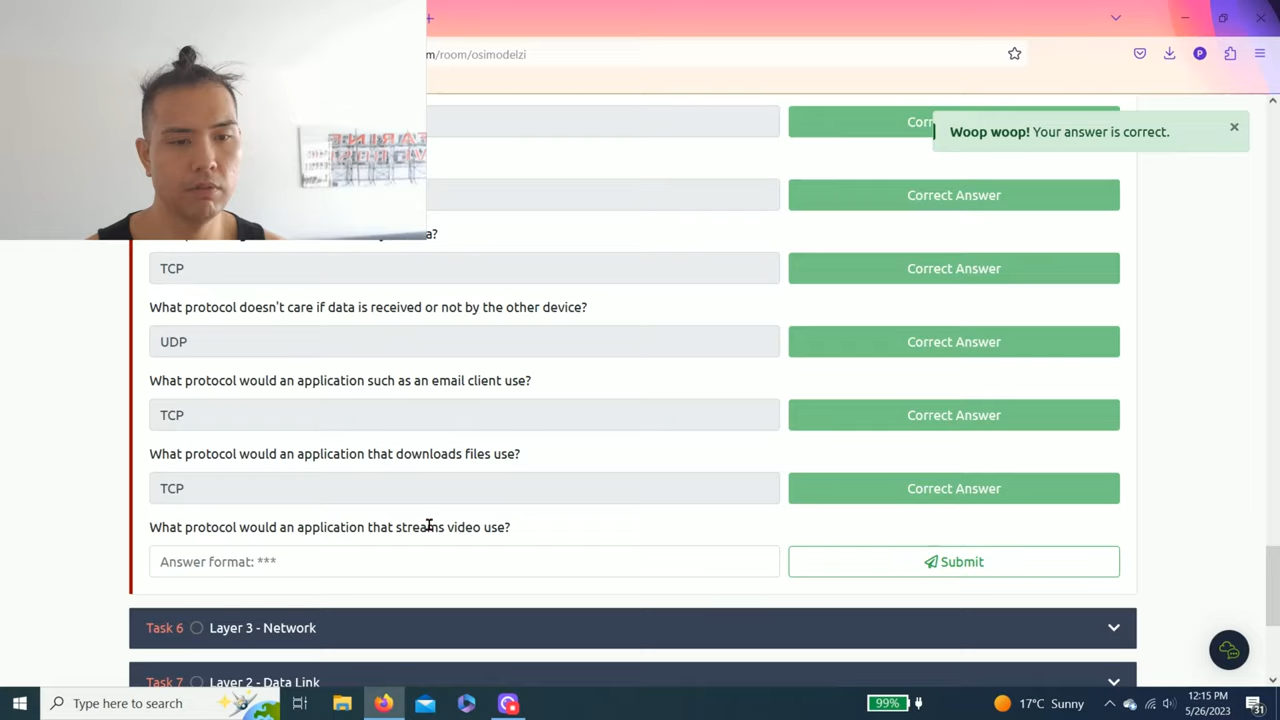 m/room/osimodelzi
Corr
Woop woop! Your answer is correct.
Correct Answer
a?
TCP
Correct Answer
What protocol doesn't care if data is received or not by the other device?
UDP
Correct Answer
What protocol would an application such as an email client use?
TCP
Correct Answer
What protocol would an application that downloads files use?
TCP
Correct Answer
What protocol would an application that streams video use?
Answer format: ***
Submit
Task 6 Layer 3 - Network
Task 7 Layer 2 - Data Link
Type here to search
99%
17°C Sunny
12:15 PM
5/26/2023
31